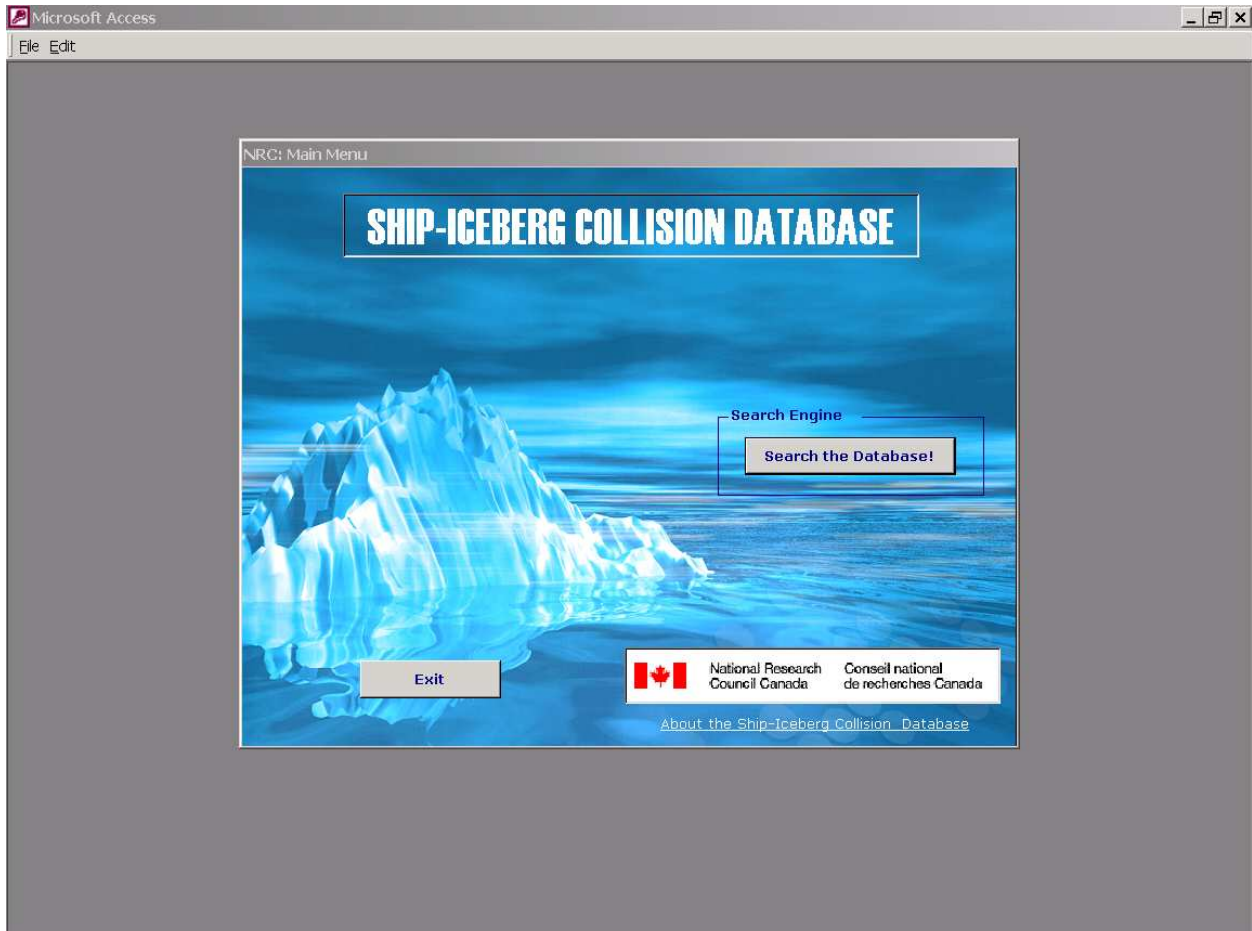 Microsoft Access
File Edit
NRC: Main Menu
SHIP-ICEBERG COLLISION DATABASE
Search Engine
Search the Database!
Exit
National Research Council Canada
Conseil national de recherches Canada
About the Ship-Iceberg Collision Database